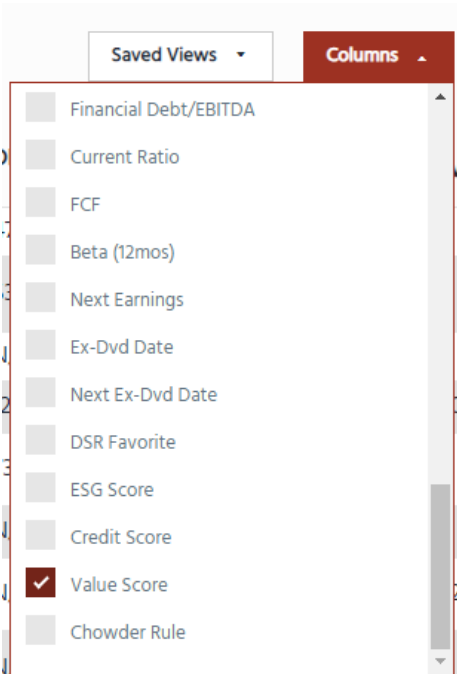 Saved Views
Columns
Financial Debt/EBITDA
Current Ratio
FCF
Beta (12mos)
Next Earnings
Ex-Dvd Date
Next Ex-Dvd Date
DSR Favorite
ESG Score
Credit Score
Value Score
Chowder Rule